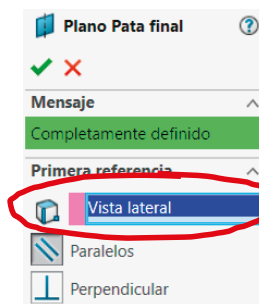 Plano Pata final
Mensaje
Completamente definido
Primera referencia
Vista lateral
Paralelos
Perpendicular